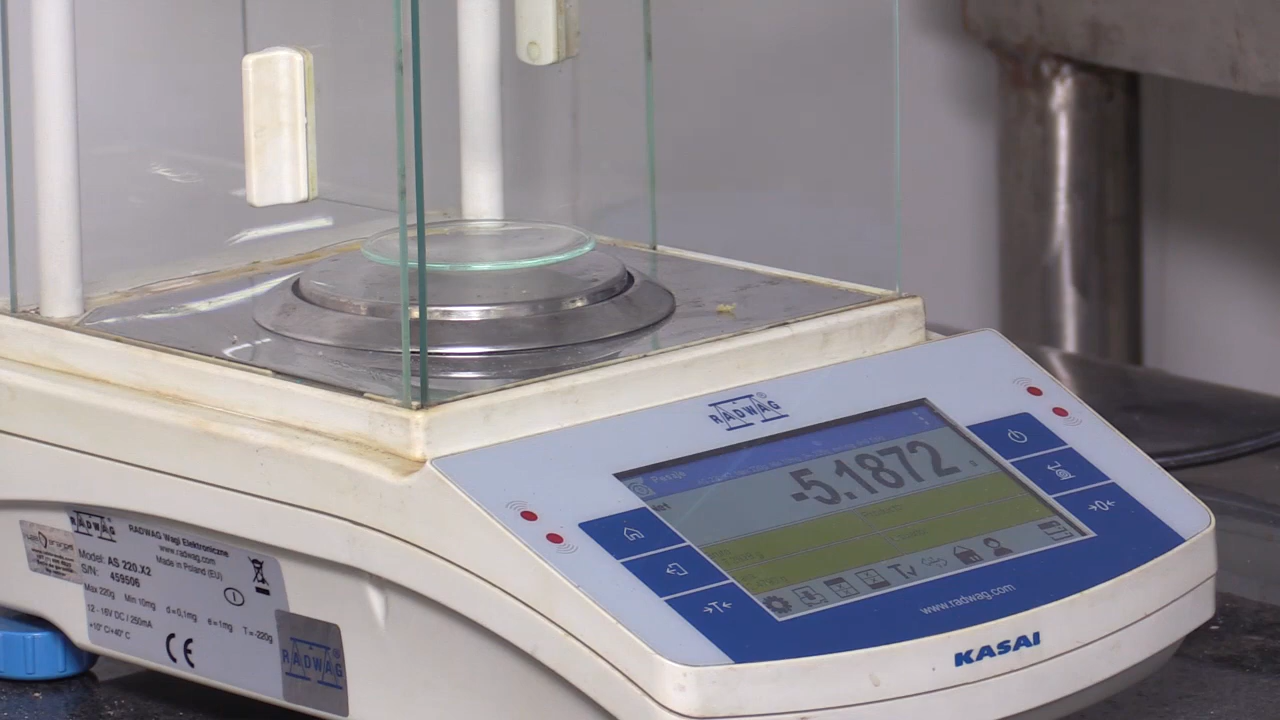 RADWAG®
-5.1872 g
www.radwag.com
KASAI
RADWAG
RADWAG Wagi Elektroniczne
www.radwag.com
Made in Poland (EU)
Model: AS 220.X2
S/N: 459506
Max 220g Min 10mg d=0,1mg e=1mg T=-220g
12 - 16V DC / 250mA
+10° C/+40° C
CE
RADWAG®